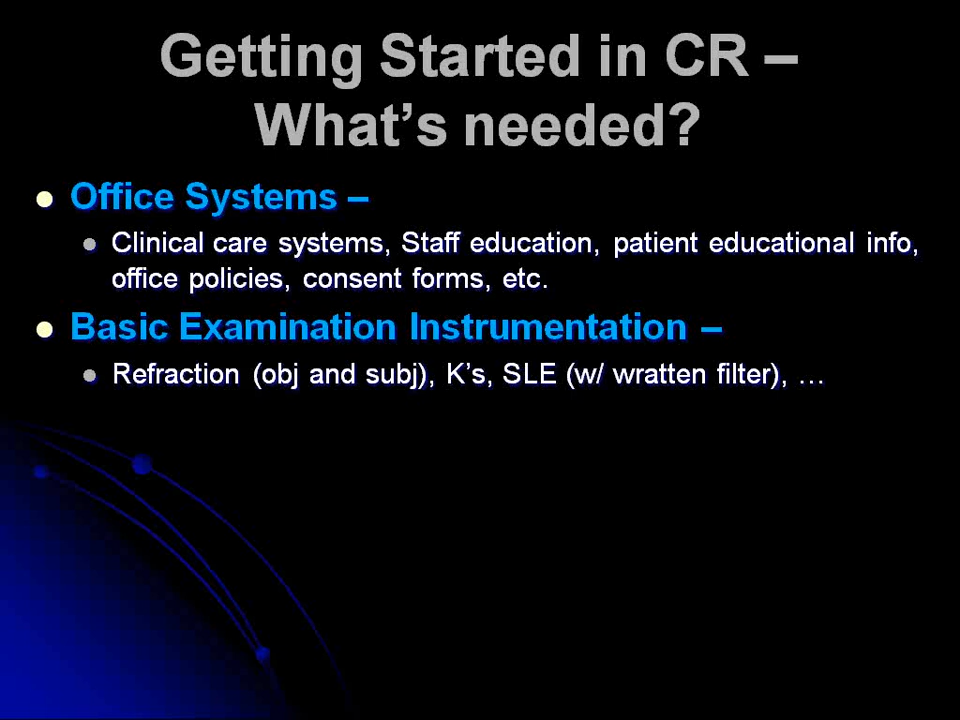 Getting Started in CR –
What's needed?
Office Systems –
Clinical care systems, Staff education, patient educational info,
office policies, consent forms, etc.
Basic Examination Instrumentation –
Refraction (obj and subj), K's, SLE (w/ wratten filter), …